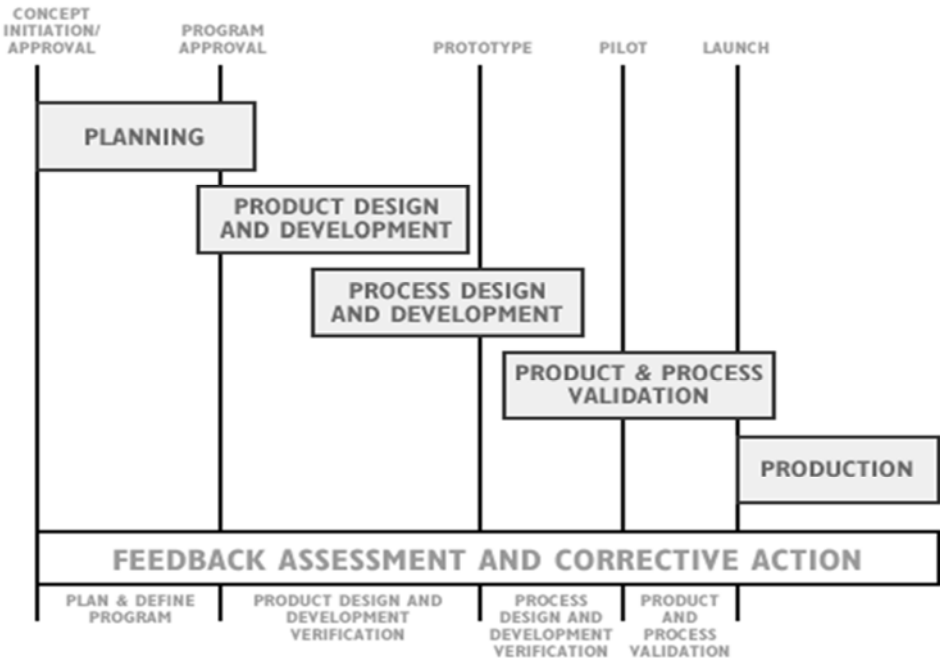 CONCEPT
INITIATION/
APPROVAL
PROGRAM
APPROVAL
PROTOTYPE
PILOT
LAUNCH
PLANNING
PRODUCT DESIGN
AND DEVELOPMENT
PROCESS DESIGN
AND DEVELOPMENT
PRODUCT & PROCESS
VALIDATION
PRODUCTION
FEEDBACK ASSESSMENT AND CORRECTIVE ACTION
PLAN & DEFINE
PROGRAM
PRODUCT DESIGN AND
DEVELOPMENT
VERIFICATION
PROCESS
DESIGN AND
DEVELOPMENT
VERIFICATION
PRODUCT
AND
PROCESS
VALIDATION